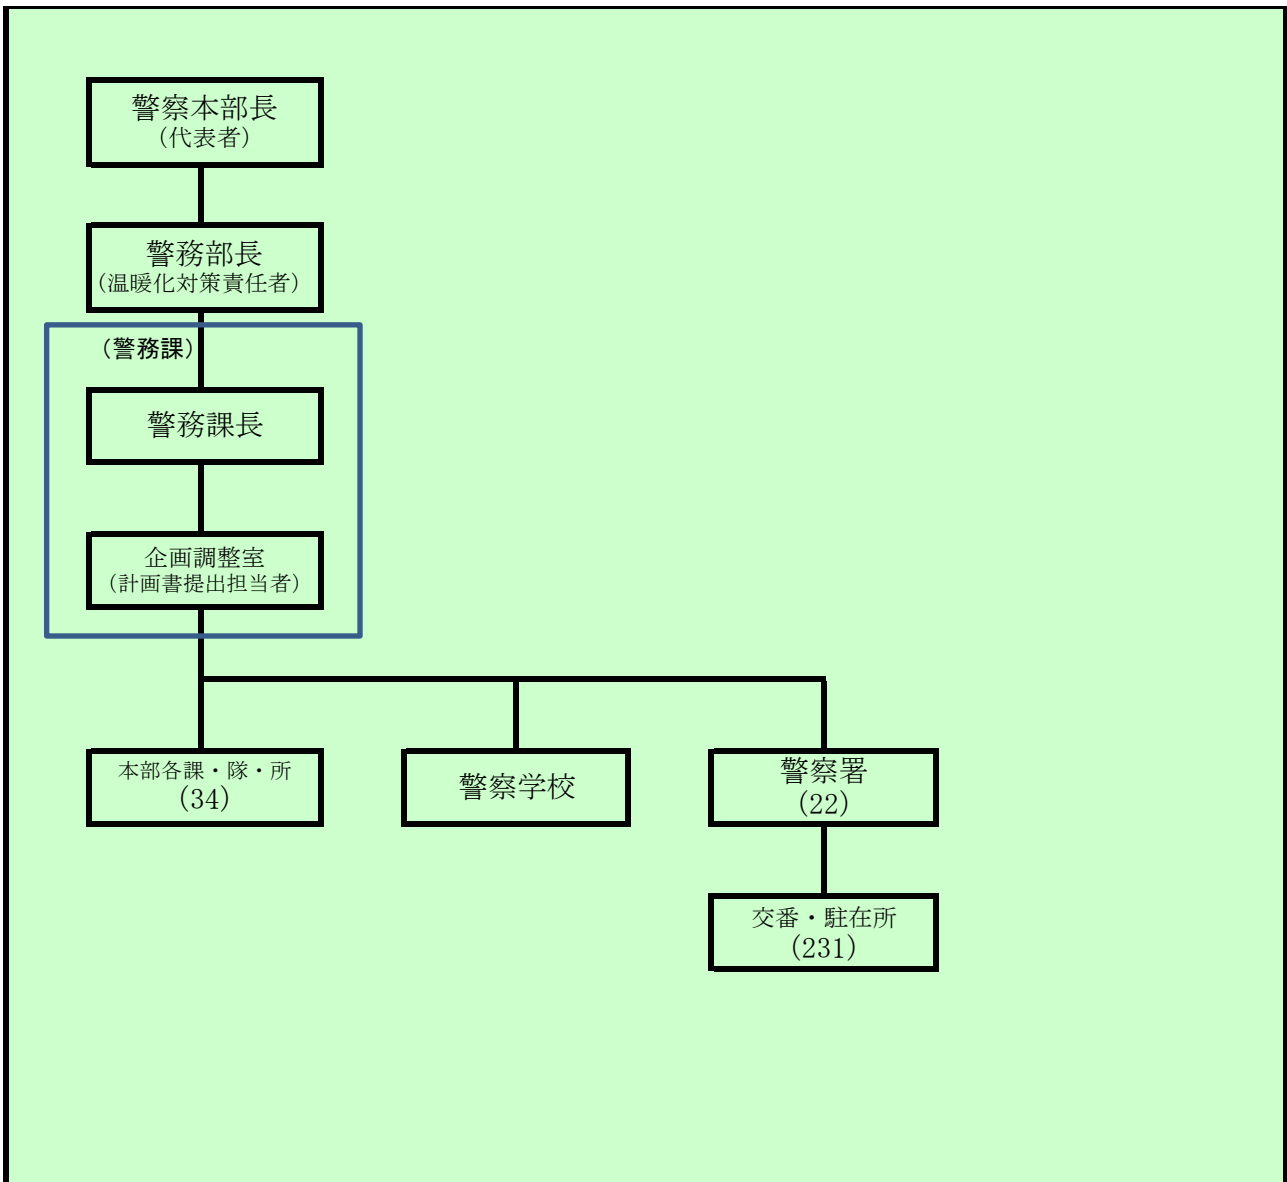 警察本部長
（代表者）
警務部長
（温暖化対策責任者）
（警務課）
警務課長
企画調整室
（計画書提出担当者）
本部各課・隊・所
(34)
警察学校
警察署
(22)
交番・駐在所
(231)